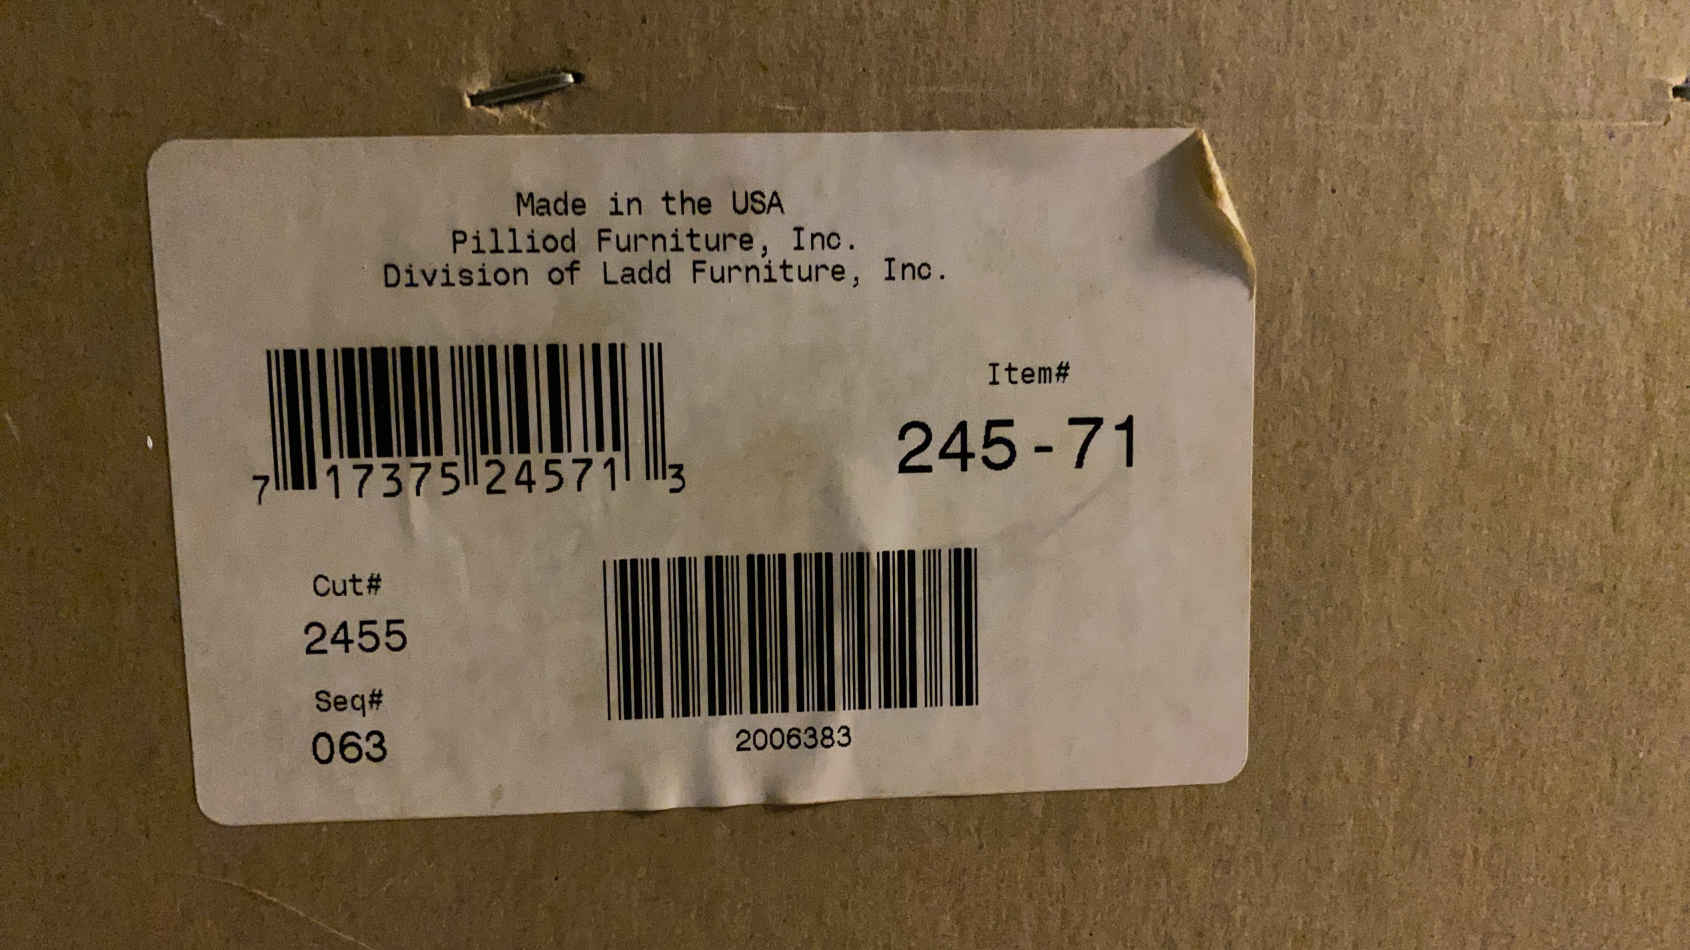 Made in the USA
Pilliod Furniture, Inc.
Division of Ladd Furniture, Inc.
7 17375 24571 3
Item#
245-71
Cut#
2455
Seq#
063
2006383